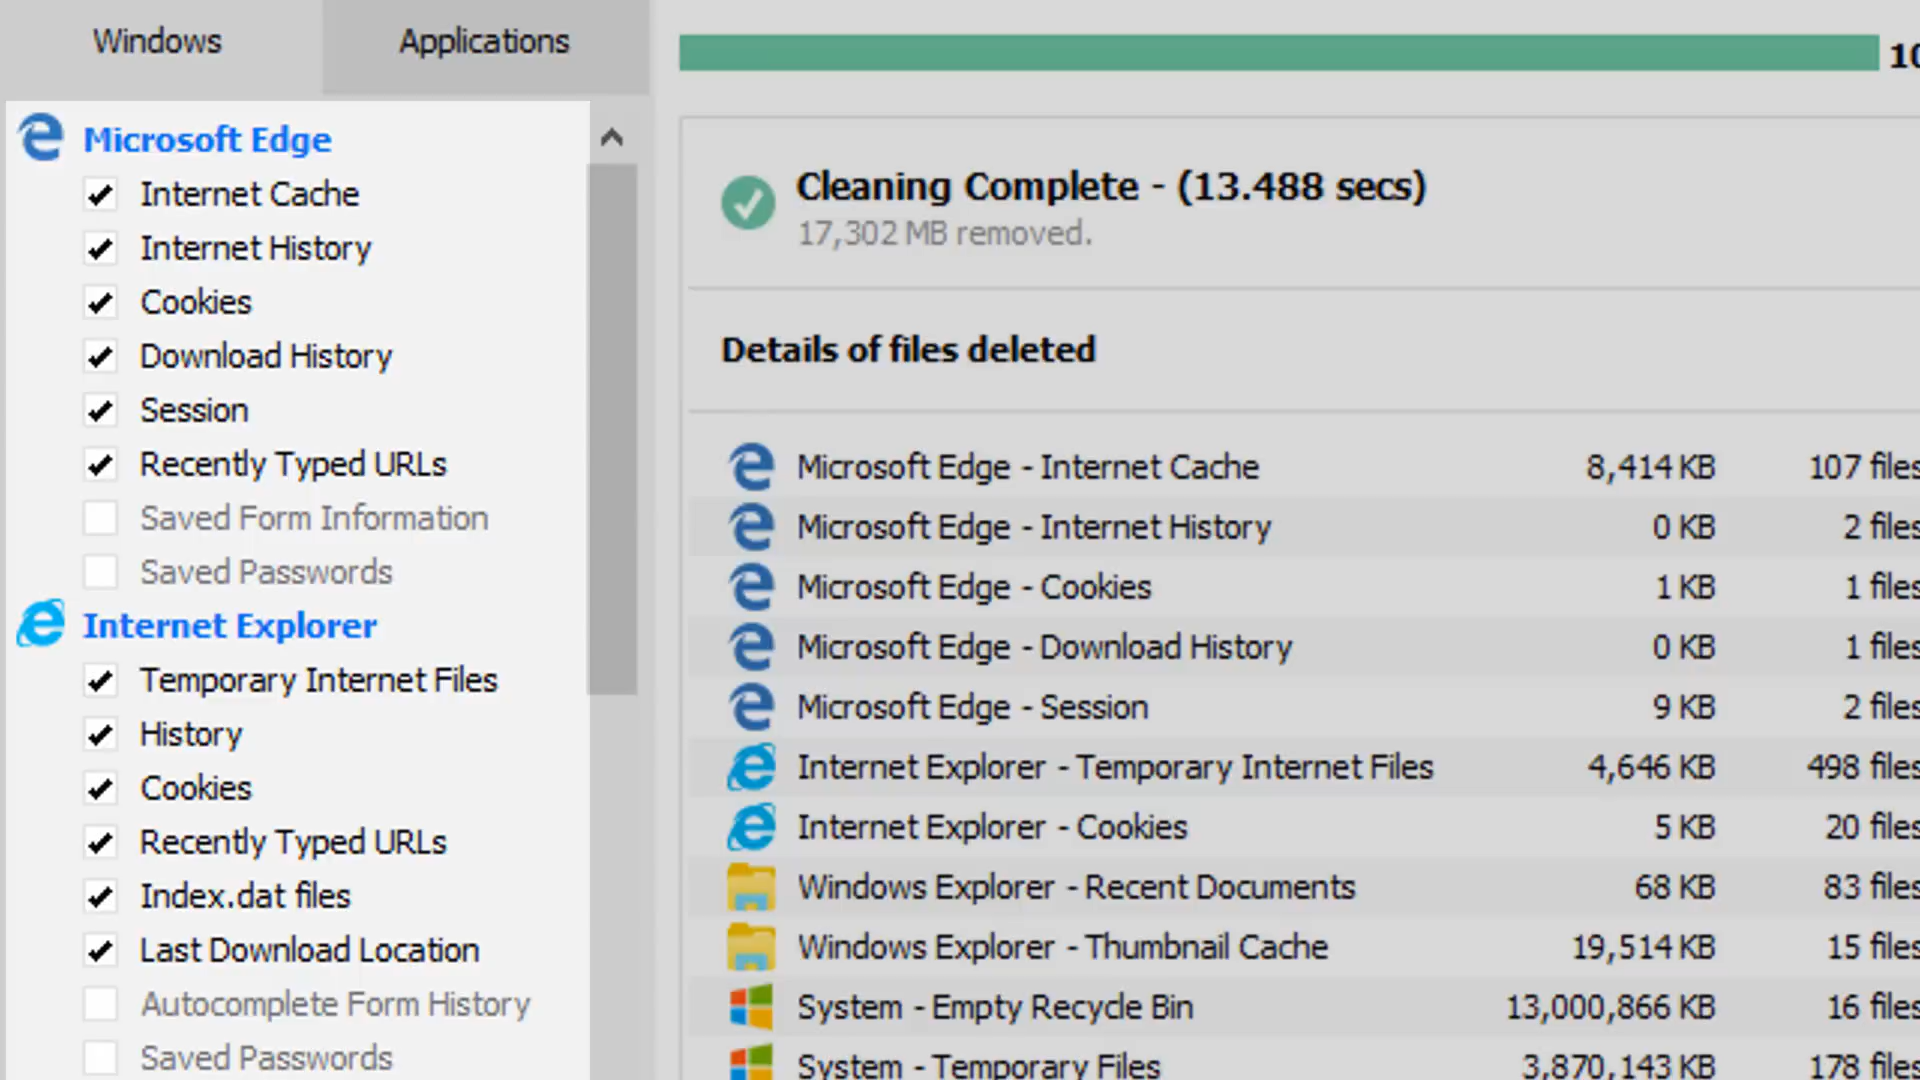 Windows
Applications
10
Microsoft Edge
Internet Cache
Internet History
Cookies
Download History
Session
Recently Typed URLs
Saved Form Information
Saved Passwords
Internet Explorer
Temporary Internet Files
History
Cookies
Recently Typed URLs
Index.dat files
Last Download Location
Autocomplete Form History
Saved Passwords
Cleaning Complete - (13.488 secs)
17,302 MB removed.
Details of files deleted
Microsoft Edge - Internet Cache 8,414 KB 107 files
Microsoft Edge - Internet History 0 KB 2 files
Microsoft Edge - Cookies 1 KB 1 files
Microsoft Edge - Download History 0 KB 1 files
Microsoft Edge - Session 9 KB 2 files
Internet Explorer - Temporary Internet Files 4,646 KB 498 files
Internet Explorer - Cookies 5 KB 20 files
Windows Explorer - Recent Documents 68 KB 83 files
Windows Explorer - Thumbnail Cache 19,514 KB 15 files
System - Empty Recycle Bin 13,000,866 KB 16 files
System - Temporary Files 3,870,143 KB 178 files